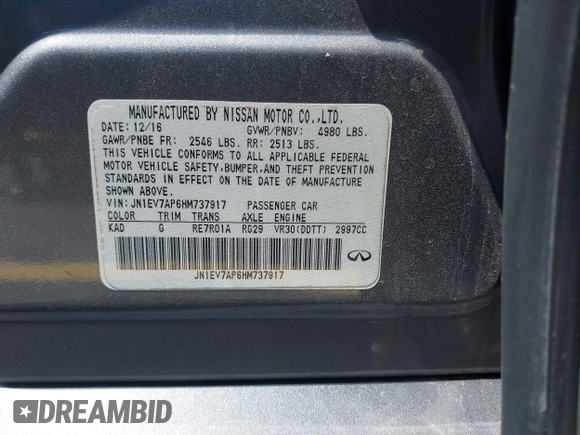 MANUFACTURED BY NISSAN MOTOR CO.,LTD.
DATE: 12/16 GVWR/PNBV: 4980 LBS.
GAWR/PNBE FR: 2546 LBS. RR: 2513 LBS.
THIS VEHICLE CONFORMS TO ALL APPLICABLE FEDERAL
MOTOR VEHICLE SAFETY,BUMPER,AND THEFT PREVENTION
STANDARDS IN EFFECT ON THE DATE OF MANUFACTURE
SHOWN ABOVE.
VIN: JN1EV7AP6HM737917 PASSENGER CAR
COLOR TRIM TRANS AXLE ENGINE
KAD G RE7R01A RG29 VR30(DDTT) 2997CC
JN1EV7AP6HM737917
DREAMBID